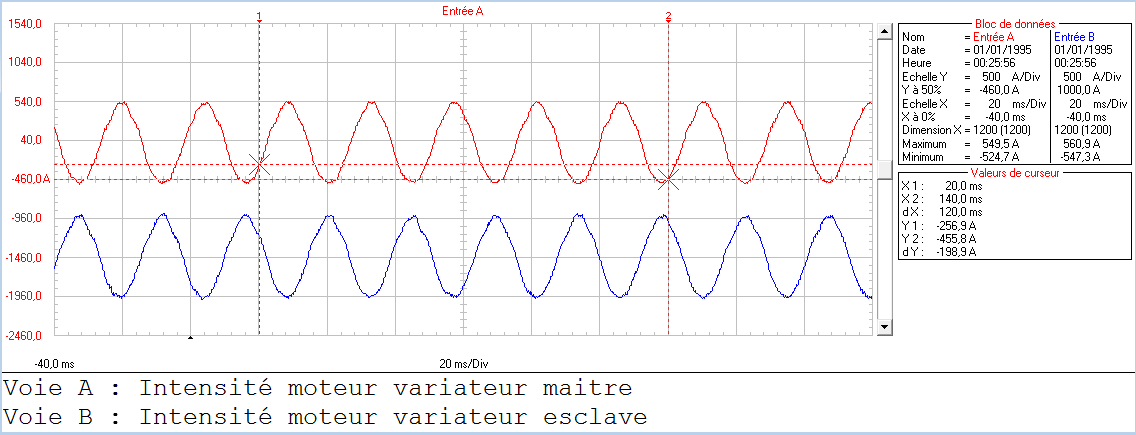 Entrée A
1 2
1540,0
1040,0
540,0
40,0
-460,0 A
-960,0
-1460,0
-1960,0
-2460,0
-40,0 ms 20 ms/Div
Bloc de données
Nom = Entrée A Entrée B
Date = 01/01/1995 01/01/1995
Heure = 00:25:56 00:25:56
Echelle Y = 500 A/Div 500 A/Div
Y à 50% = -460,0 A 1000,0 A
Echelle X = 20 ms/Div 20 ms/Div
X à 0% = -40,0 ms -40,0 ms
Dimension X = 1200 (1200) 1200 (1200)
Maximum = 549,5 A 560,9 A
Minimum = -524,7 A -547,3 A
Valeurs de curseur
X 1 : 20,0 ms
X 2 : 140,0 ms
d X : 120,0 ms
Y 1 : -256,9 A
Y 2 : -455,8 A
d Y : -198,9 A
Voie A : Intensité moteur variateur maitre
Voie B : Intensité moteur variateur esclave